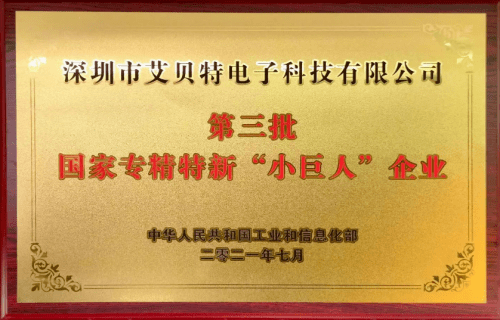 深圳市艾贝特电子科技有限公司
第三批
国家专精特新“小巨人”企业
中华人民共和国工业和信息化部
二〇二一年七月